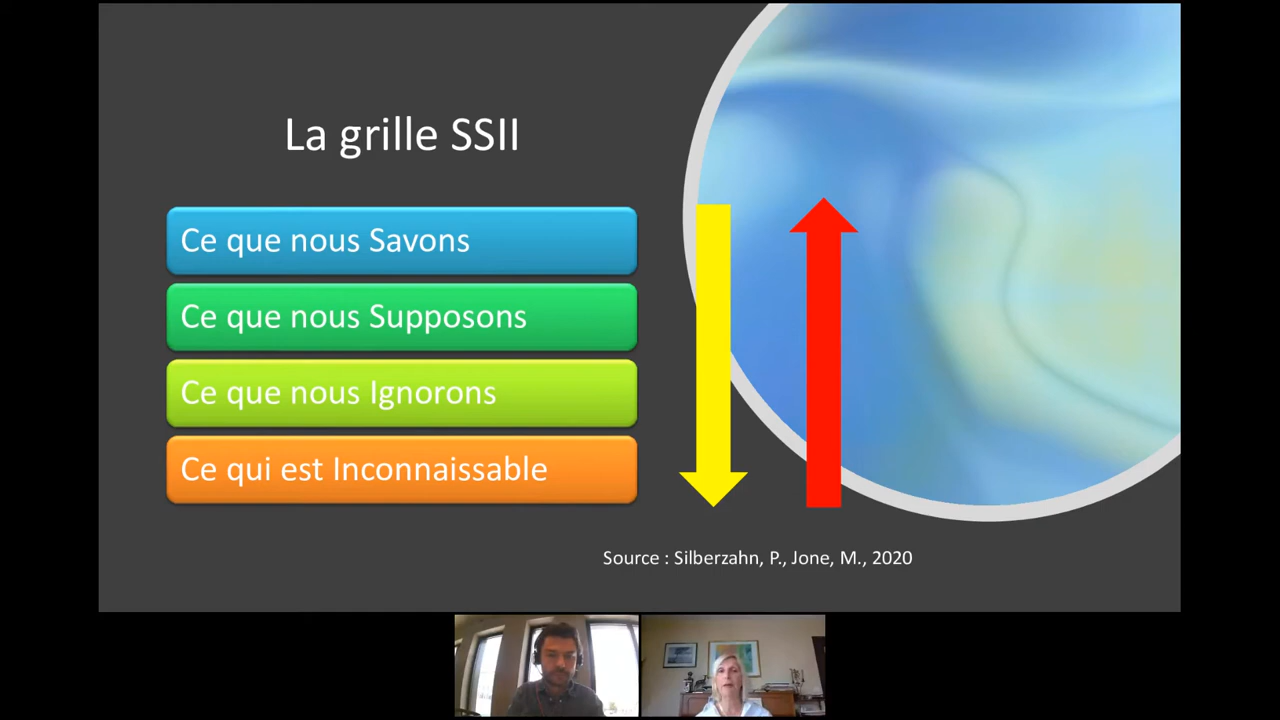 La grille SSII
Ce que nous Savons
Ce que nous Supposons
Ce que nous Ignorons
Ce qui est Inconnaissable
Source : Silberzahn, P., Jone, M., 2020